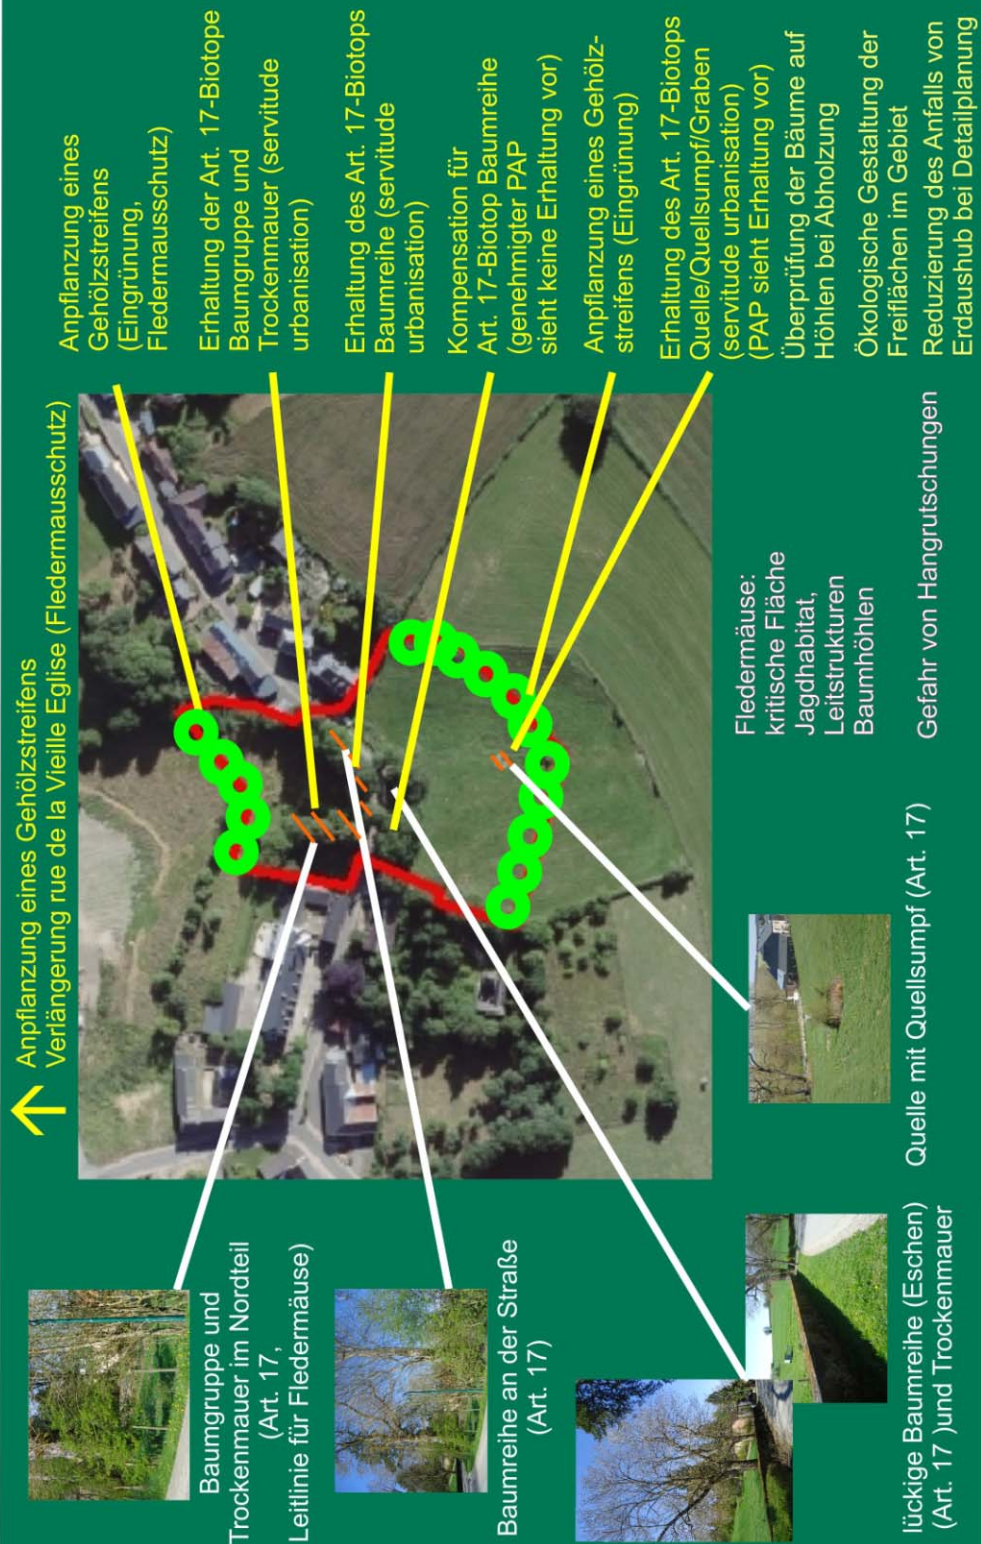 Anpflanzung eines Gehölzstreifens
Verlängerung rue de la Vieille Eglise (Fledermausschutz)
Baumgruppe und
Trockenmauer im Nordteil
(Art. 17,
Leitlinie für Fledermäuse)
Baumreihe an der Straße
(Art. 17)
lückige Baumreihe (Eschen)
(Art. 17 )und Trockenmauer
Quelle mit Quellsumpf (Art. 17)
Fledermäuse:
kritische Fläche
Jagdhabitat,
Leitstrukturen
Baumhöhlen
Gefahr von Hangrutschungen
Anpflanzung eines
Gehölzstreifens
(Eingrünung,
Fledermausschutz)
Erhaltung der Art. 17-Biotope
Baumgruppe und
Trockenmauer (servitude
urbanisation)
Erhaltung des Art. 17-Biotops
Baumreihe (servitude
urbanisation)
Kompensation für
Art. 17-Biotop Baumreihe
(genehmigter PAP
sieht keine Erhaltung vor)
Anpflanzung eines Gehölz-
streifens (Eingrünung)
Erhaltung des Art. 17-Biotops
Quelle/Quellsumpf/Graben
(servitude urbanisation)
(PAP sieht Erhaltung vor)
Überprüfung der Bäume auf
Höhlen bei Abholzung
Ökologische Gestaltung der
Freiflächen im Gebiet
Reduzierung des Anfalls von
Erdaushub bei Detailplanung